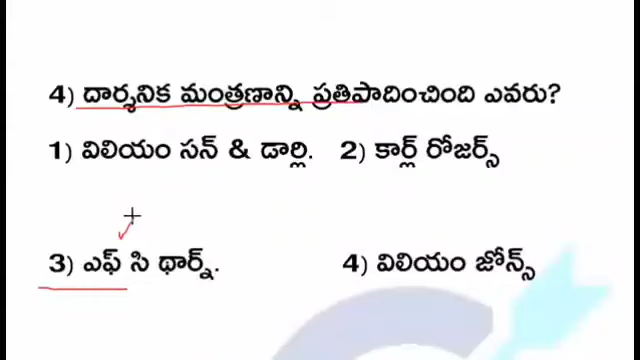 4) దార్శనిక మంత్రణాన్ని ప్రతిపాదించింది ఎవరు?
1) విలియం సన్ & డార్లి. 2) కార్ల్ రోజర్స్
3) ఎఫ్ సి థార్న్. 4) విలియం జోన్స్